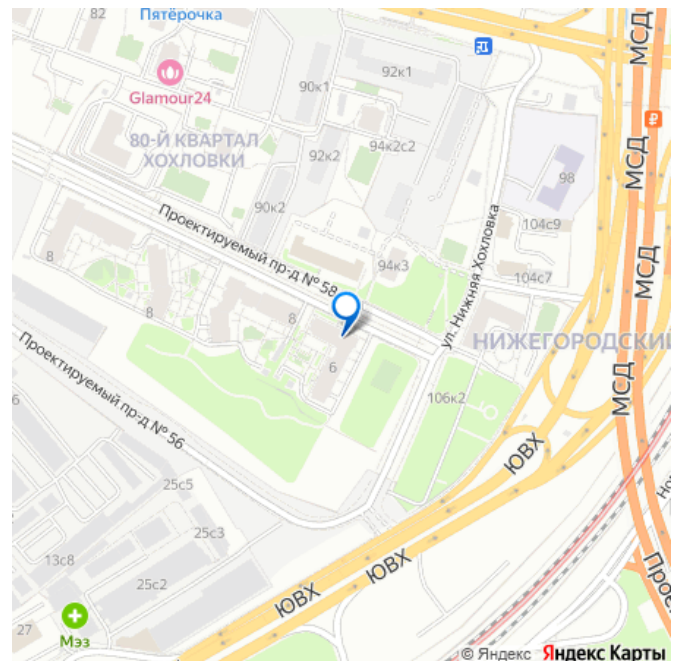 82
Пятёрочка
Glamour24
90к1
92к1
МСД
80-Й КВАРТАЛ
ХОХЛОВКИ
92к2
94к2с2
МСД
98
90к2
104с9
Проектируемый пр-д № 58
ул. Нижняя Хохловка
94к3
104с7
МСД
8
8
8
НИЖЕГОРОДСКИЙ
6
МСД
Проектируемый пр-д № 56
106к2
6
ЮВХ
25с5
25с3
13с8
25с2
ЮВХ
ЮВХ
27
Мэз
© Яндекс Яндекс Карты